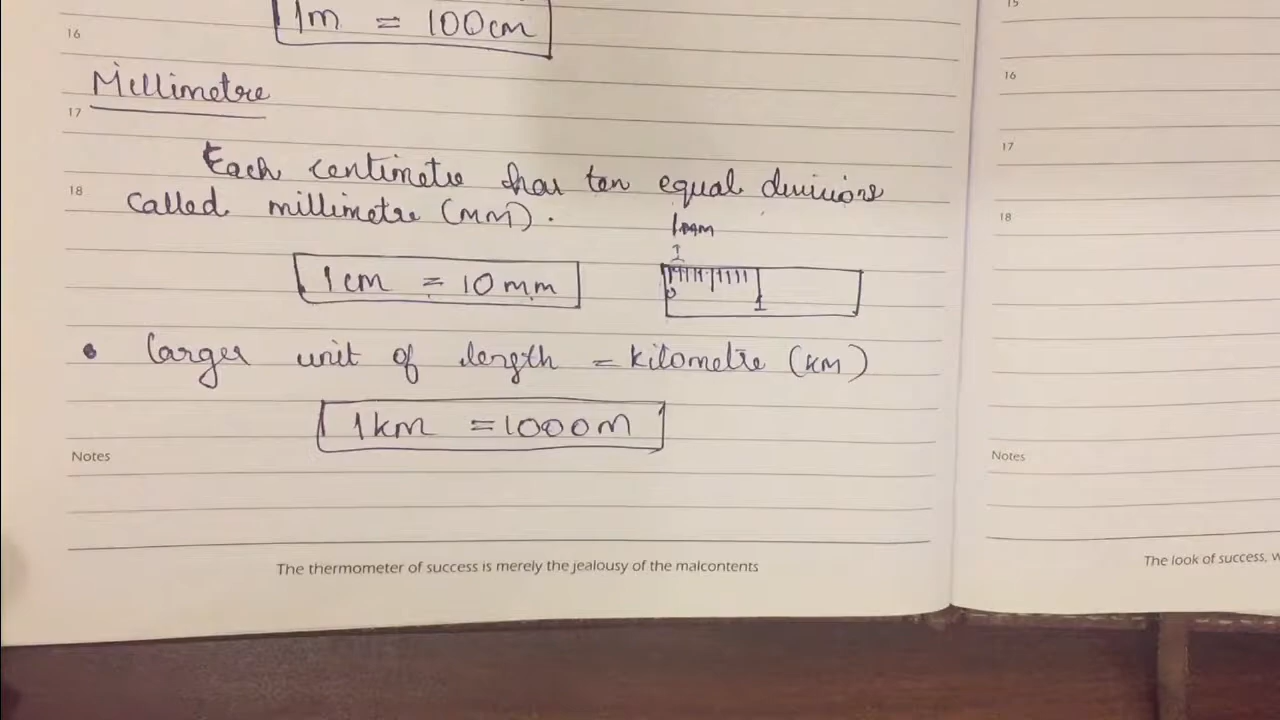 1m = 100cm
16
Millimetre
17
Each centimetre has ten equal divisions
18
called millimetre (MM).
1mm
1cm = 10mm
0 1
• larger unit of length = kilometre (KM)
1km = 1000m
Notes
The thermometer of success is merely the jealousy of the malcontents
15
16
17
18
Notes
The look of success, w